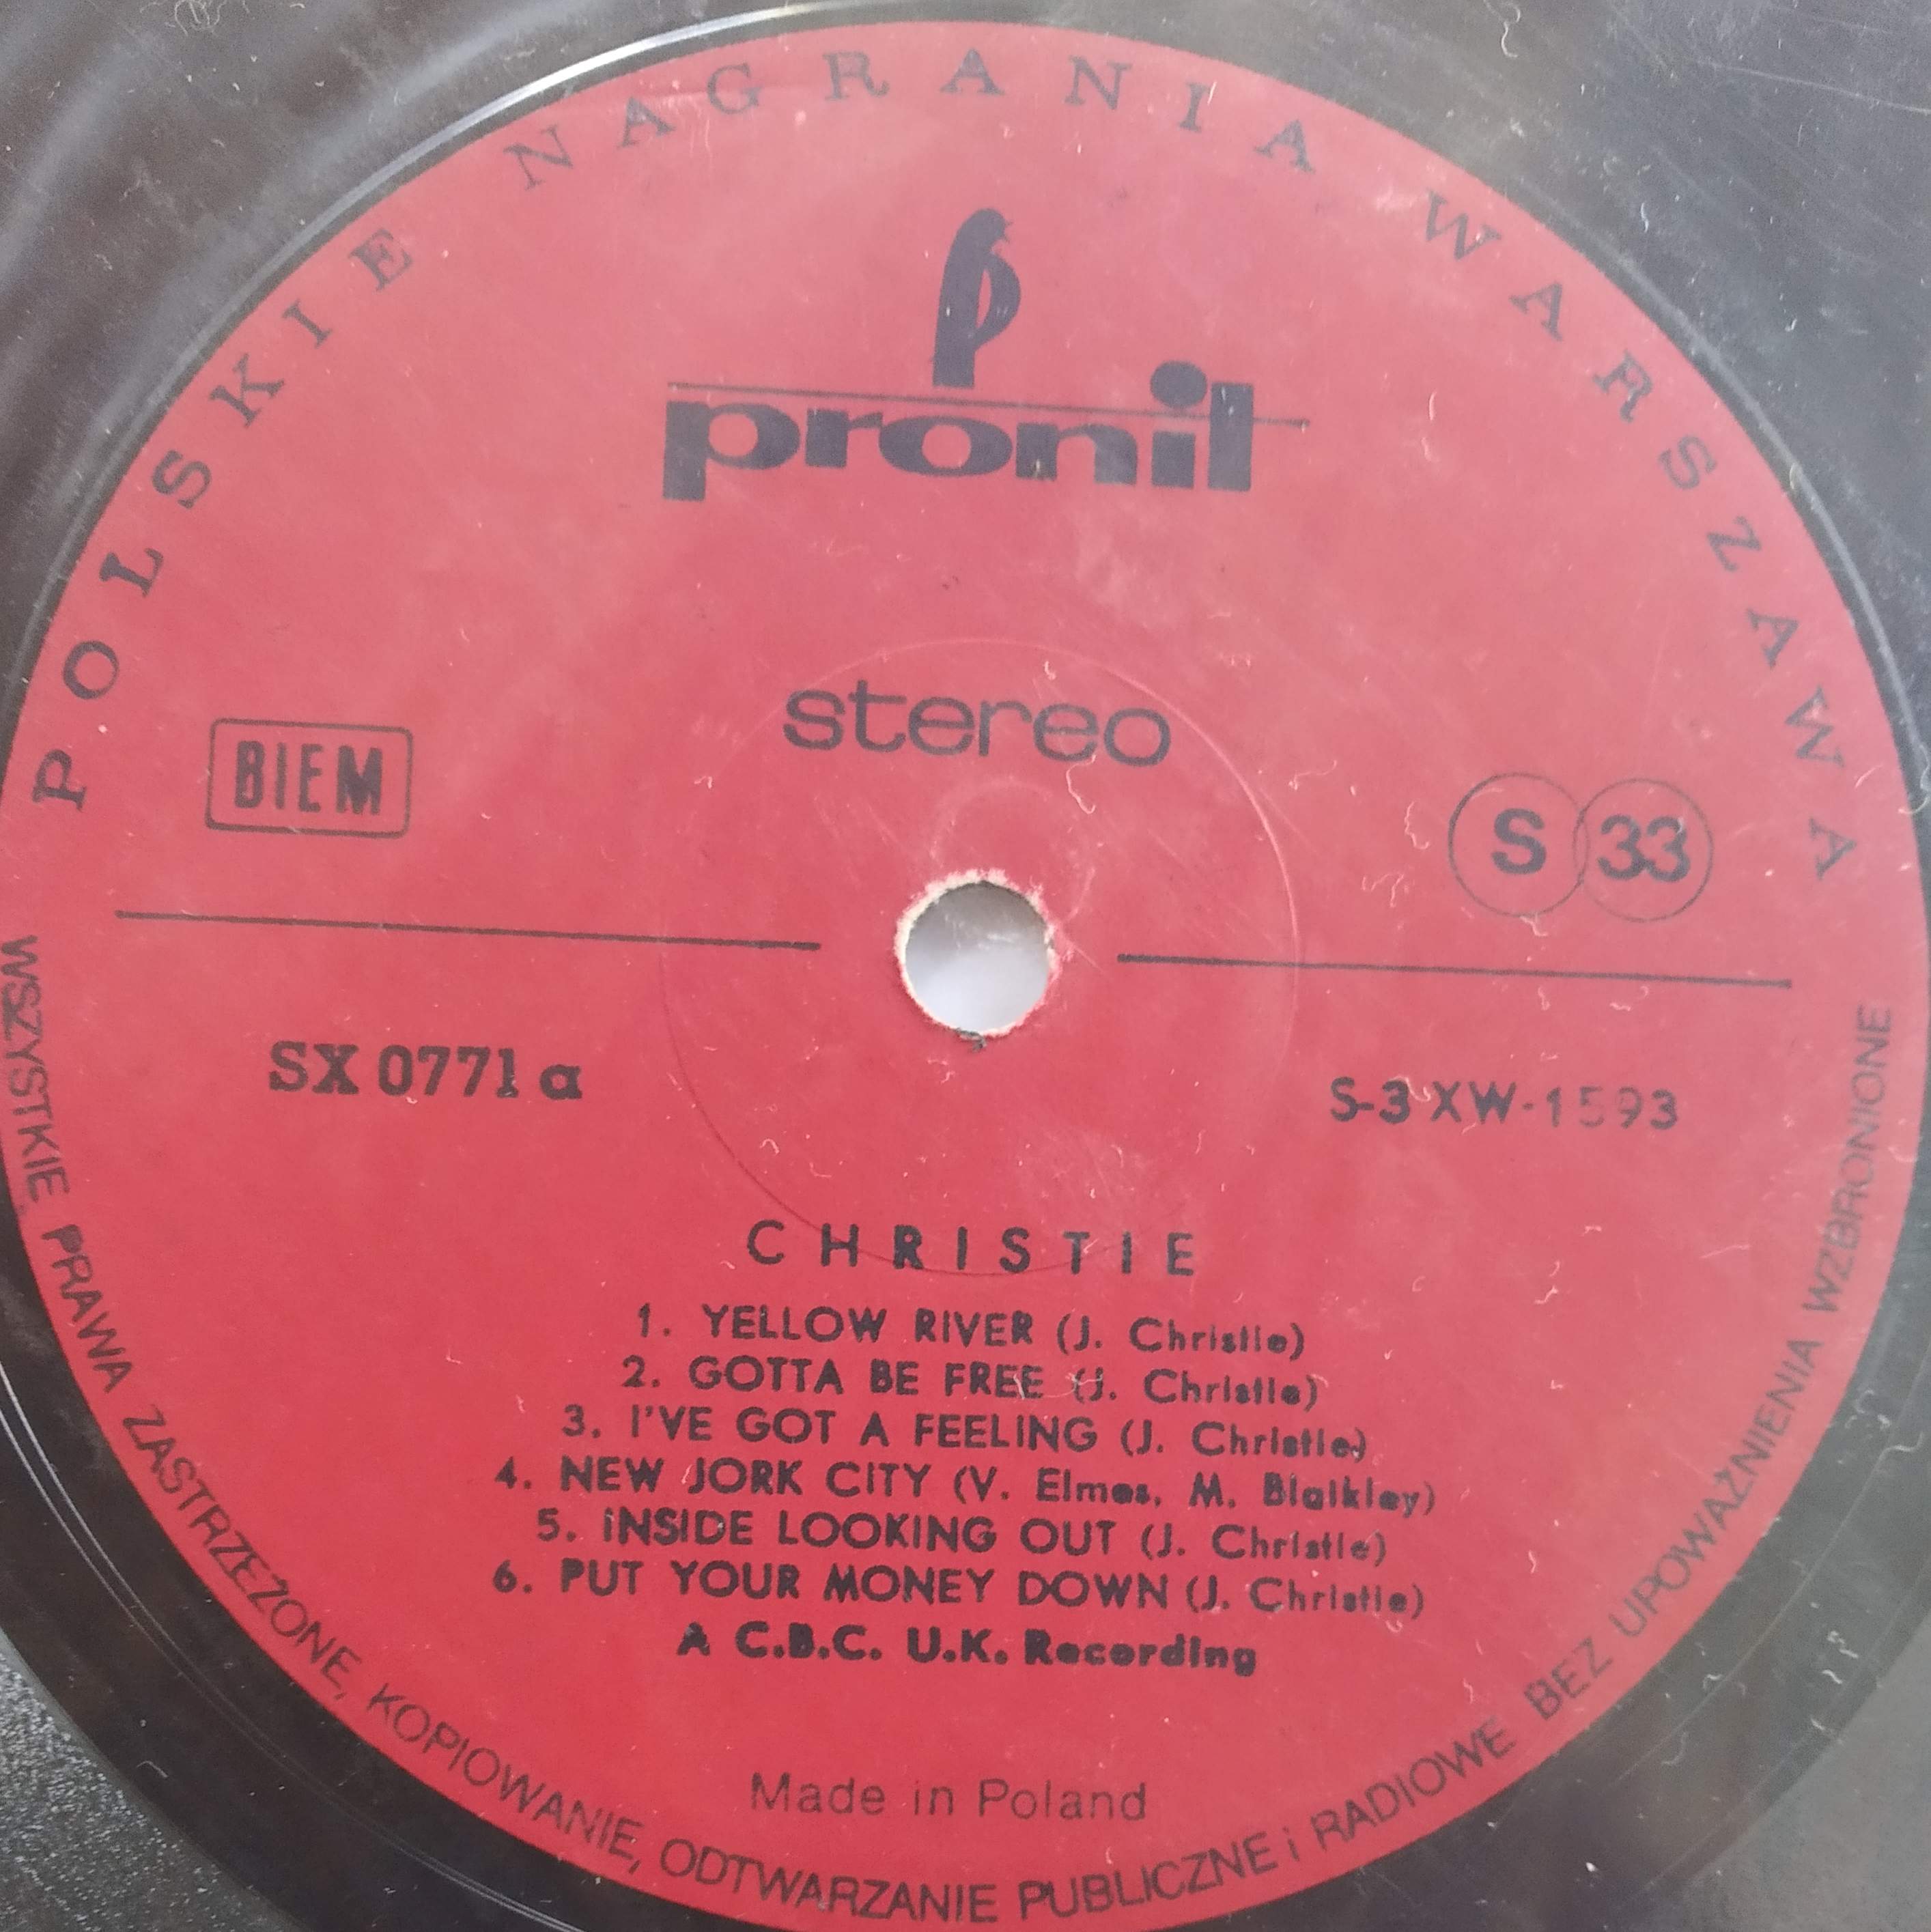 POLSKIE NAGRANIA WARSZAWA
pronit
stereo
BIEM
S 33
SX 0771 a
S-3 XW-1593
CHRISTIE
1. YELLOW RIVER (J. Christie)
2. GOTTA BE FREE (J. Christie)
3. I'VE GOT A FEELING (J. Christie)
4. NEW JORK CITY (V. Elmes, M. Blaikley)
5. INSIDE LOOKING OUT (J. Christie)
6. PUT YOUR MONEY DOWN (J. Christie)
A C.B.C. U.K. Recording
Made in Poland
WSZYSTKIE PRAWA ZASTRZEŻONE, KOPIOWANIE, ODTWARZANIE PUBLICZNE i RADIOWE BEZ UPOWAŻNIENIA WZBRONIONE